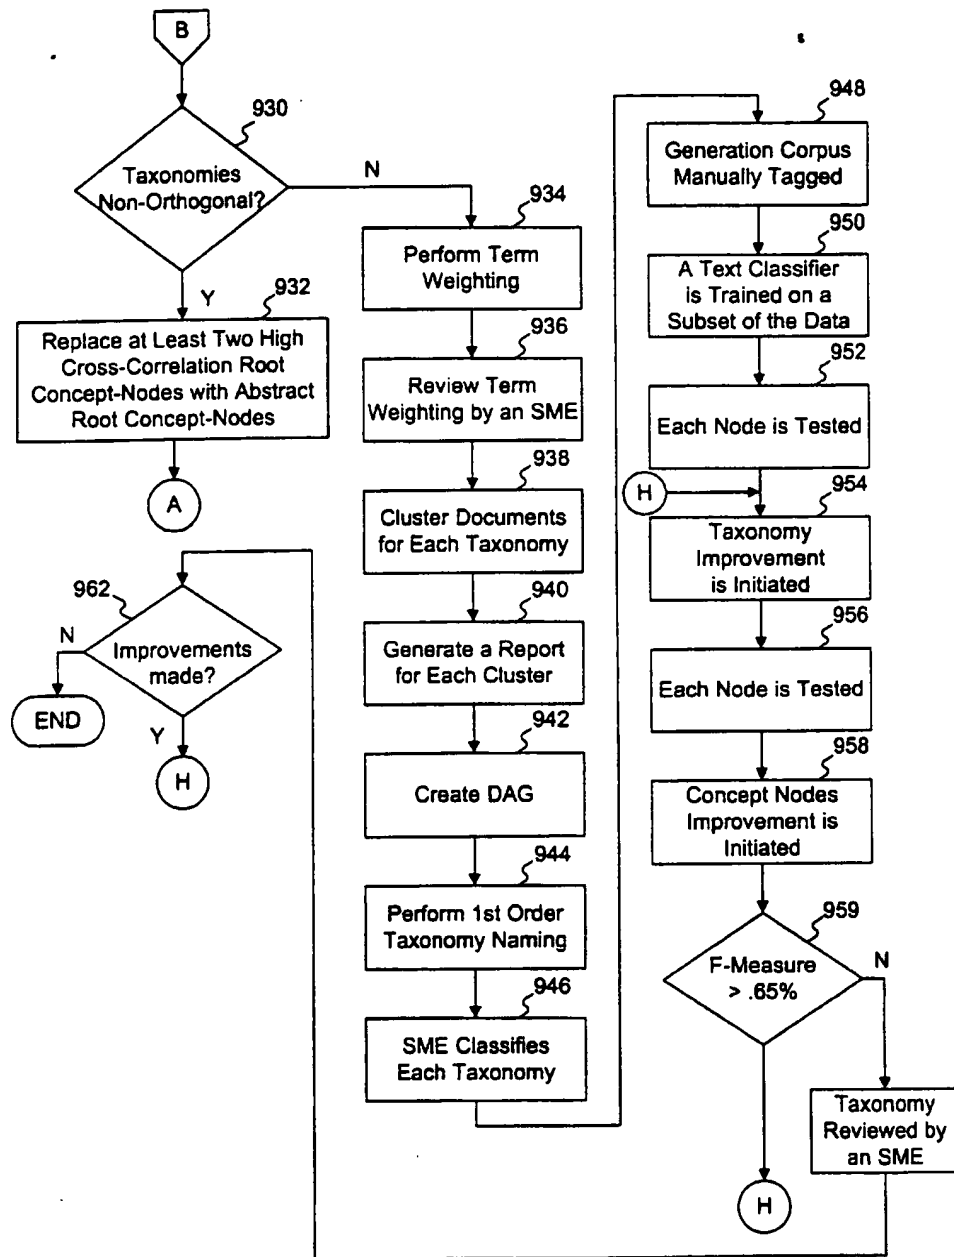 B
930
Taxonomies
Non-Orthogonal?
N
Y
932
Replace at Least Two High
Cross-Correlation Root
Concept-Nodes with Abstract
Root Concept-Nodes
A
962
N
Improvements
made?
END
Y
H
934
Perform Term
Weighting
936
Review Term
Weighting by an SME
938
Cluster Documents
for Each Taxonomy
940
Generate a Report
for Each Cluster
942
Create DAG
944
Perform 1st Order
Taxonomy Naming
946
SME Classifies
Each Taxonomy
948
Generation Corpus
Manually Tagged
950
A Text Classifier
is Trained on a
Subset of the Data
952
Each Node is Tested
H
954
Taxonomy
Improvement
is Initiated
956
Each Node is Tested
958
Concept Nodes
Improvement is
Initiated
959
F-Measure
> .65%
N
Taxonomy
Reviewed by
an SME
H